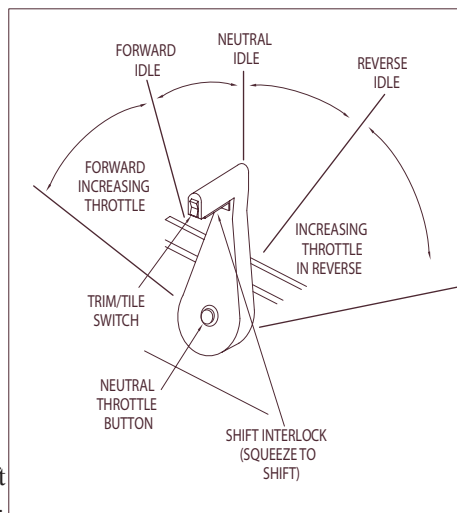 FORWARD
IDLE
NEUTRAL
IDLE
REVERSE
IDLE
FORWARD
INCREASING
THROTTLE
INCREASING
THROTTLE
IN REVERSE
TRIM/TILE
SWITCH
NEUTRAL
THROTTLE
BUTTON
SHIFT INTERLOCK
(SQUEEZE TO
SHIFT)